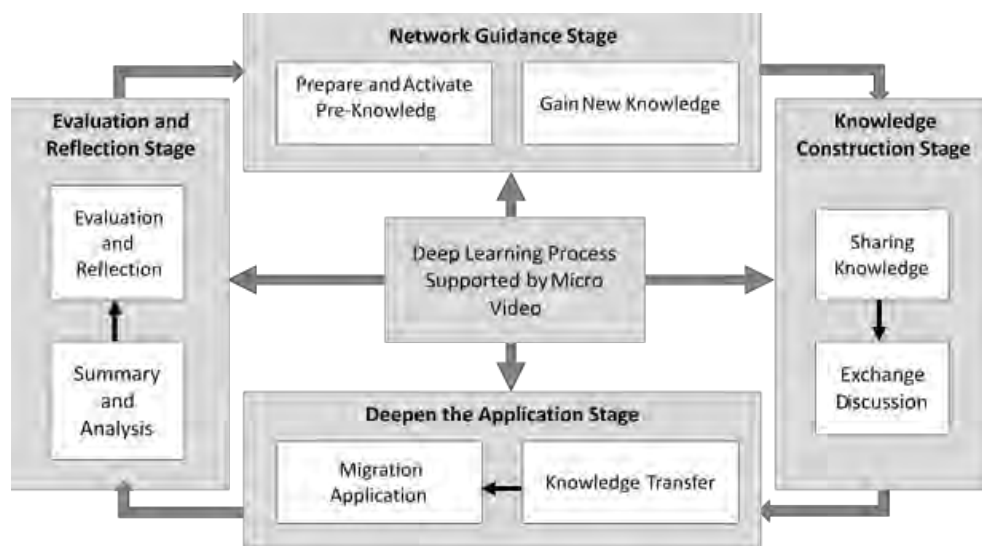 Network Guidance Stage
Prepare and Activate
Pre-Knowledg
Gain New Knowledge
Evaluation and
Reflection Stage
Evaluation
and
Reflection
Summary
and
Analysis
Deep Learning Process
Supported by Micro
Video
Knowledge
Construction Stage
Sharing
Knowledge
Exchange
Discussion
Deepen the Application Stage
Migration
Application
Knowledge Transfer